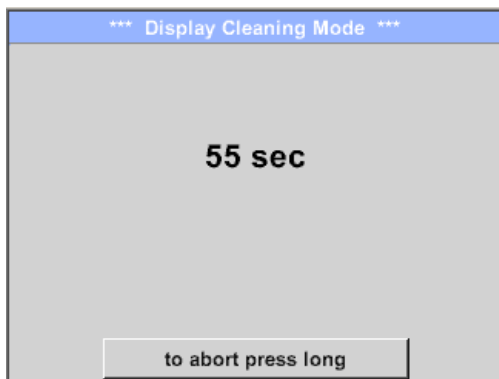 *** Display Cleaning Mode ***
55 sec
to abort press long